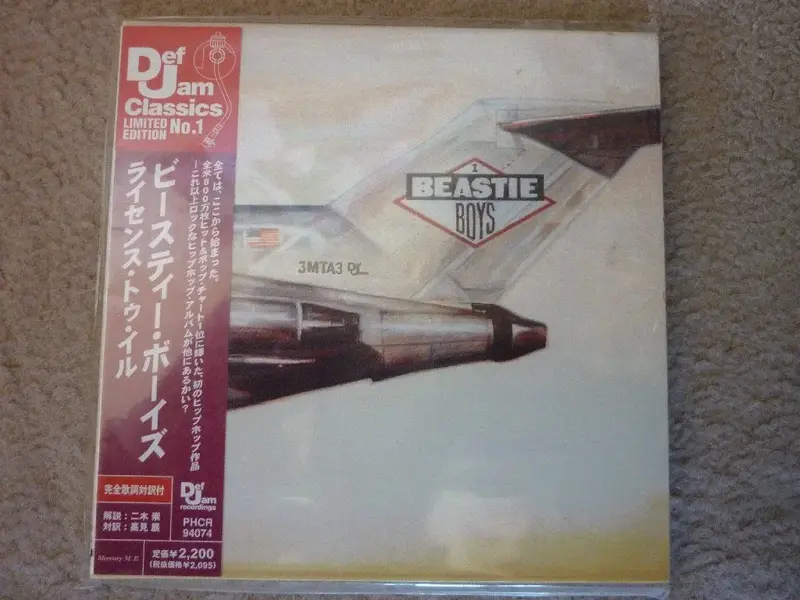 Def
Jam
Classics
LIMITED
EDITION No.1
ビースティー・ボーイズ
ライセンス・トゥ・イル
全ては、ここから始まった。
全米800万枚ヒット&ポップ・チャート1位に輝いた、初のヒップホップ作品
—これ以上ロックなヒップホップ・アルバムが他にあるかい?
完全歌詞対訳付
解説:二木 崇
対訳:高見 展
Def
Jam
recordings
PHCR
94074
Mercury M.E.
定価¥2,200
(税抜価格¥2,095)
BEASTIE
BOYS
3MTA3 DJ